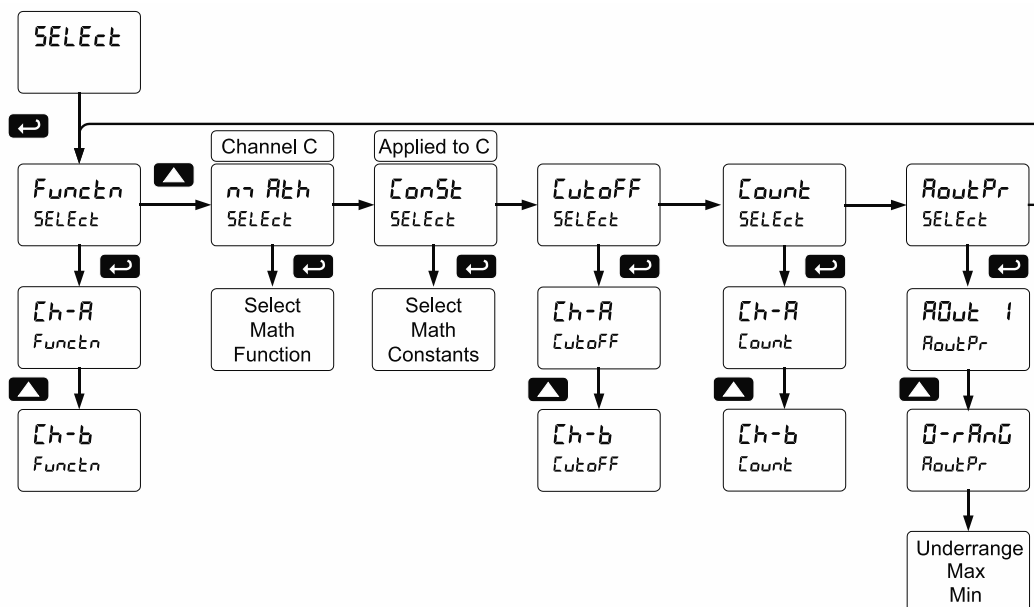 SELEct
Channel C
Applied to C
Functn
SELEct
mAth
SELEct
ConSt
SELEct
CutoFF
SELEct
Count
SELEct
AoutPr
SELEct
Ch-A
Functn
Select
Math
Function
Select
Math
Constants
Ch-A
CutoFF
Ch-A
Count
AOut 1
AoutPr
Ch-b
Functn
Ch-b
CutoFF
Ch-b
Count
O-rAnG
AoutPr
Underrange
Max
Min